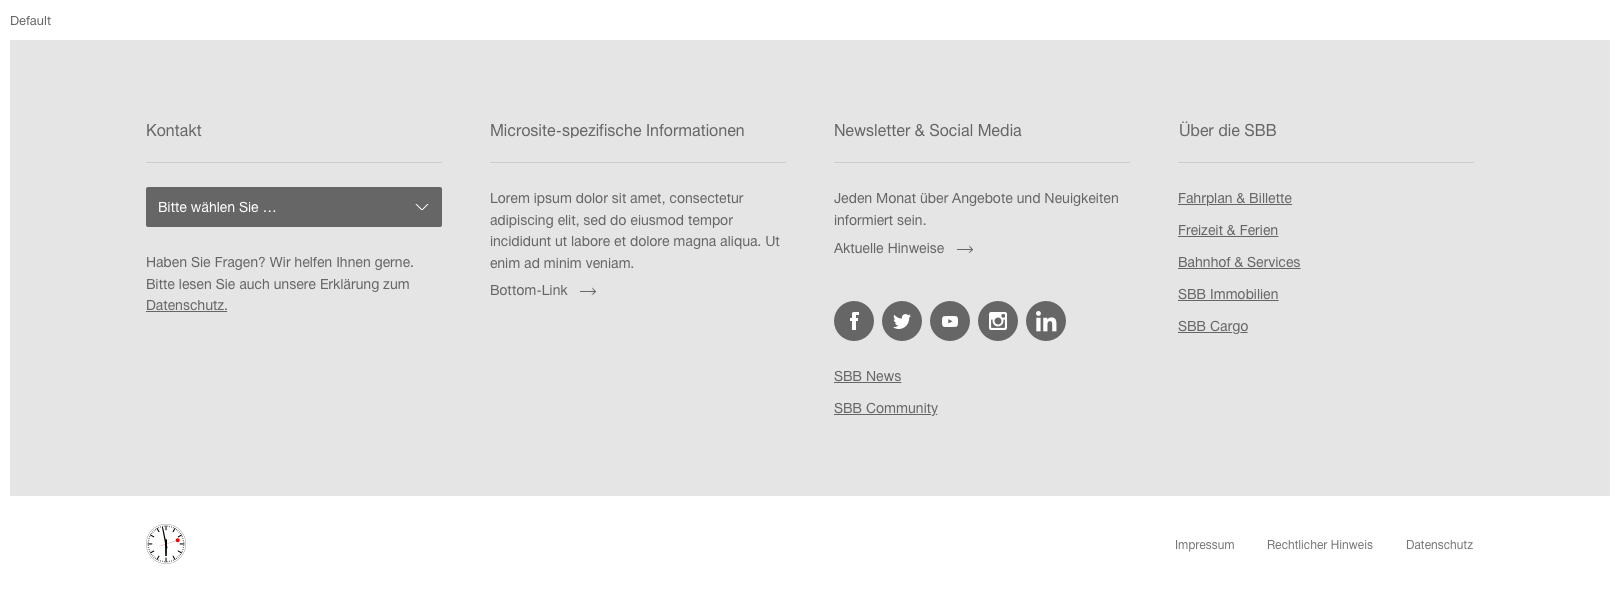 Default
Kontakt
Bitte wählen Sie …
Haben Sie Fragen? Wir helfen Ihnen gerne.
Bitte lesen Sie auch unsere Erklärung zum
Datenschutz.
Microsite-spezifische Informationen
Lorem ipsum dolor sit amet, consectetur
adipiscing elit, sed do eiusmod tempor
incididunt ut labore et dolore magna aliqua. Ut
enim ad minim veniam.
Bottom-Link
Newsletter & Social Media
Jeden Monat über Angebote und Neuigkeiten
informiert sein.
Aktuelle Hinweise
SBB News
SBB Community
Über die SBB
Fahrplan & Billette
Freizeit & Ferien
Bahnhof & Services
SBB Immobilien
SBB Cargo
Impressum
Rechtlicher Hinweis
Datenschutz